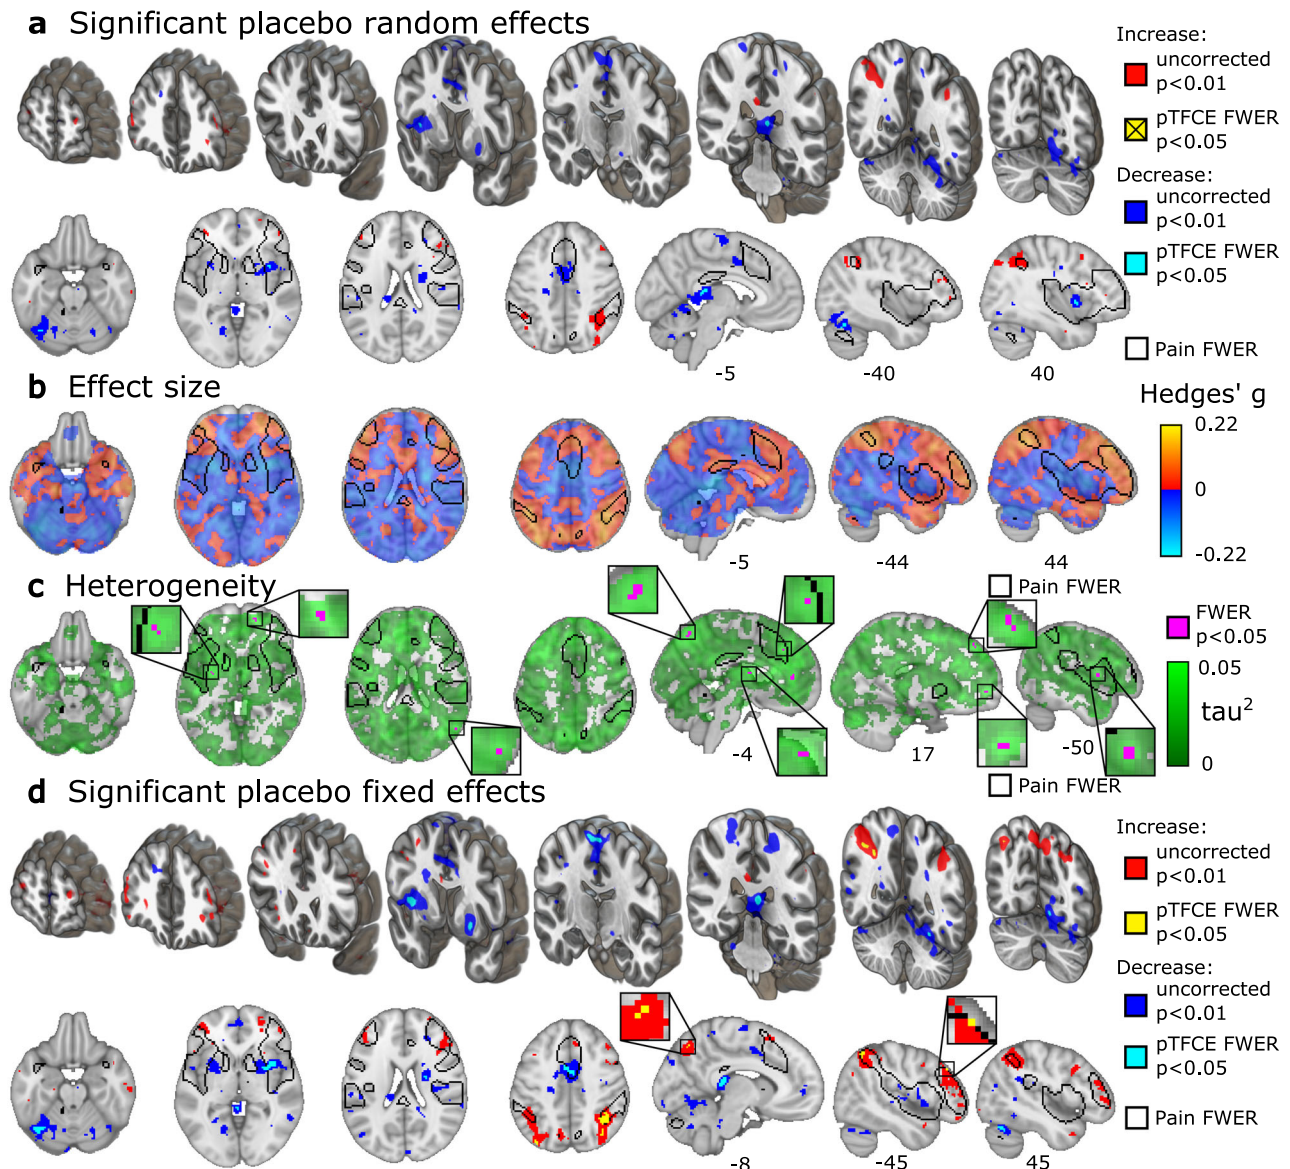 a Significant placebo random effects
Increase:
uncorrected
p<0.01
pTFCE FWER
p<0.05
Decrease:
uncorrected
p<0.01
pTFCE FWER
p<0.05
Pain FWER
-5
-40
40
b Effect size
Hedges' g
0.22
0
-0.22
-5
-44
44
Pain FWER
c Heterogeneity
FWER
p<0.05
0.05
tau²
0
-4
17
-50
Pain FWER
d Significant placebo fixed effects
Increase:
uncorrected
p<0.01
pTFCE FWER
p<0.05
Decrease:
uncorrected
p<0.01
pTFCE FWER
p<0.05
Pain FWER
-8
-45
45